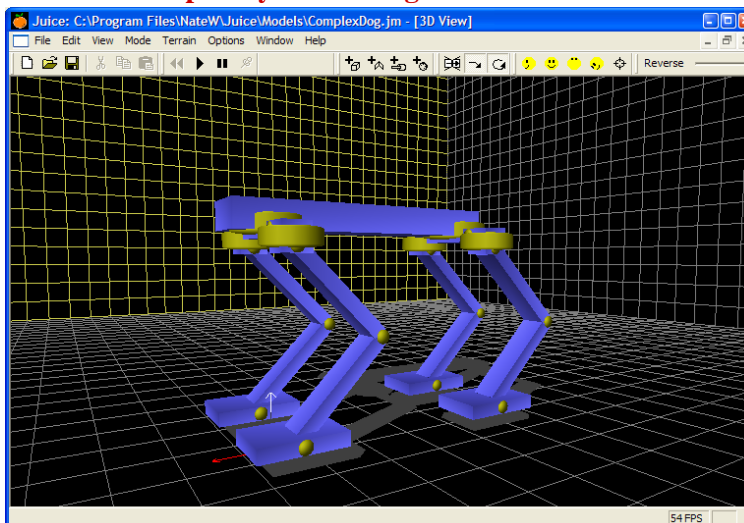 Juice: C:\Program Files\NateW\Juice\Models\ComplexDog.jm - [3D View]
File Edit View Mode Terrain Options Window Help
Reverse
54 FPS